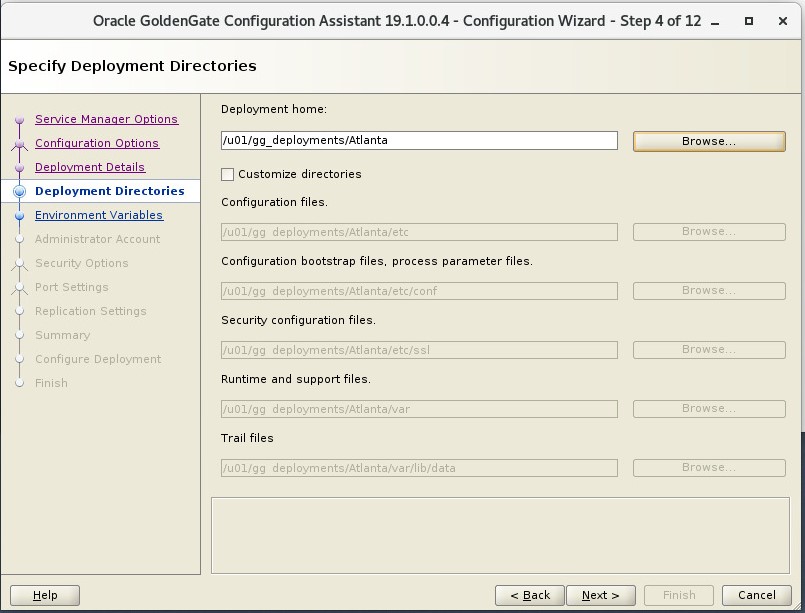 Oracle GoldenGate Configuration Assistant 19.1.0.0.4 - Configuration Wizard - Step 4 of 12
Specify Deployment Directories
Service Manager Options
Configuration Options
Deployment Details
Deployment Directories
Environment Variables
Administrator Account
Security Options
Port Settings
Replication Settings
Summary
Configure Deployment
Finish
Deployment home:
/u01/gg_deployments/Atlanta
Browse...
Customize directories
Configuration files.
/u01/gg_deployments/Atlanta/etc
Browse...
Configuration bootstrap files, process parameter files.
/u01/gg_deployments/Atlanta/etc/conf
Browse...
Security configuration files.
/u01/gg_deployments/Atlanta/etc/ssl
Browse...
Runtime and support files.
/u01/gg_deployments/Atlanta/var
Browse...
Trail files
/u01/gg_deployments/Atlanta/var/lib/data
Browse...
Help
< Back
Next >
Finish
Cancel